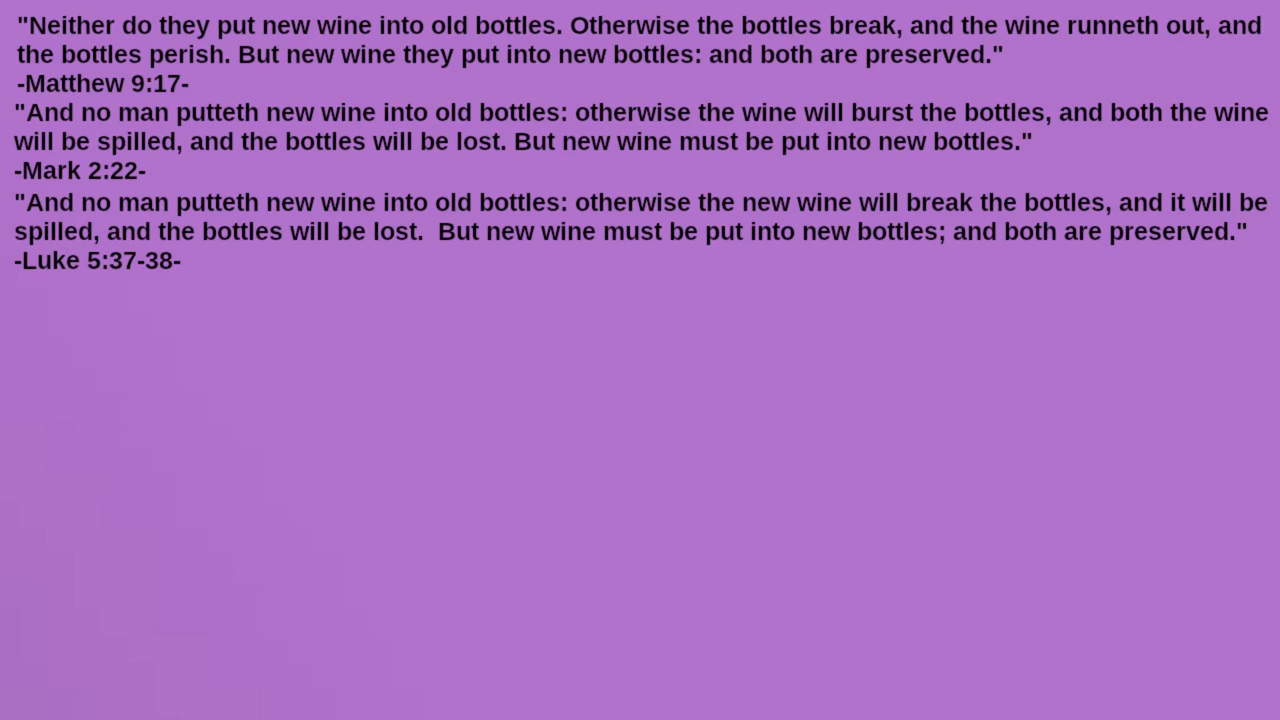 "Neither do they put new wine into old bottles. Otherwise the bottles break, and the wine runneth out, and
the bottles perish. But new wine they put into new bottles: and both are preserved."
-Matthew 9:17-
"And no man putteth new wine into old bottles: otherwise the wine will burst the bottles, and both the wine
will be spilled, and the bottles will be lost. But new wine must be put into new bottles."
-Mark 2:22-
"And no man putteth new wine into old bottles: otherwise the new wine will break the bottles, and it will be
spilled, and the bottles will be lost.  But new wine must be put into new bottles; and both are preserved."
-Luke 5:37-38-